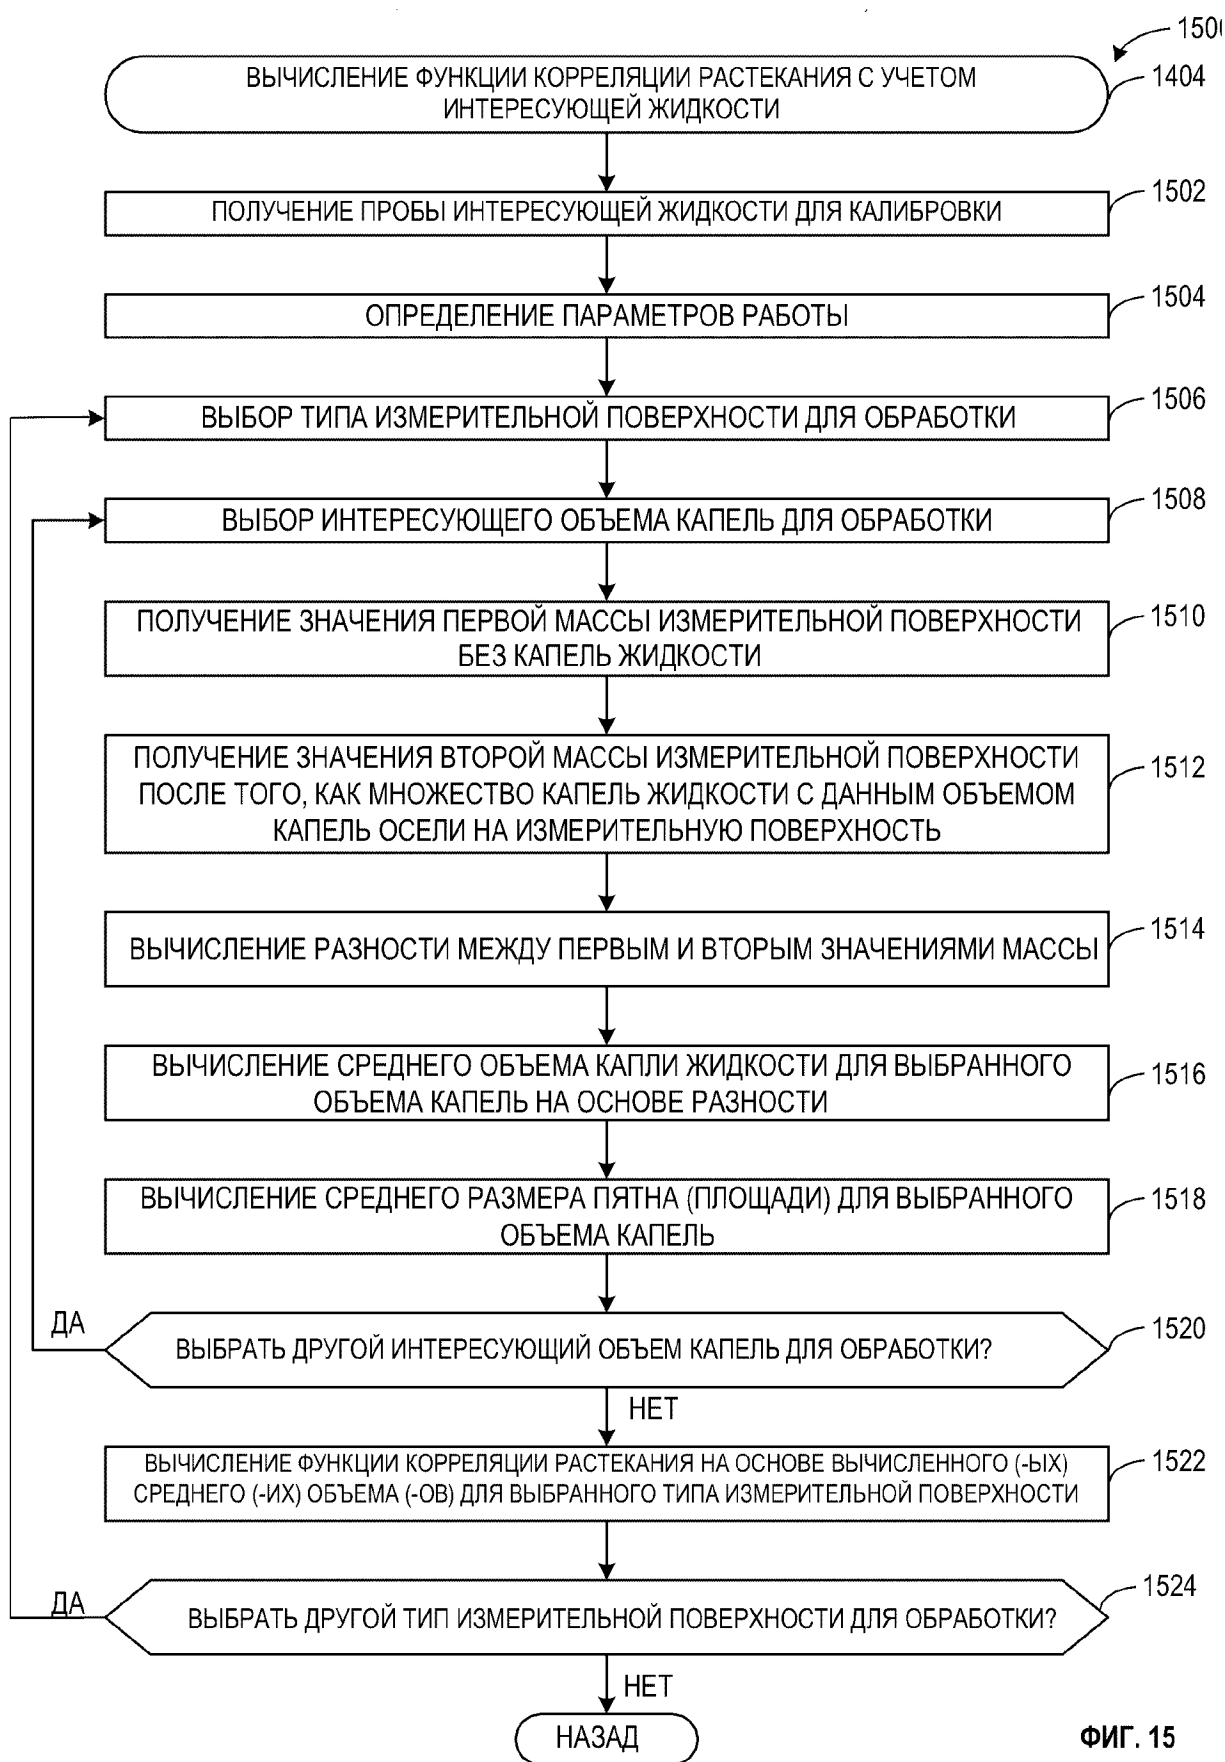 1500
ВЫЧИСЛЕНИЕ ФУНКЦИИ КОРРЕЛЯЦИИ РАСТЕКАНИЯ С УЧЕТОМ
ИНТЕРЕСУЮЩЕЙ ЖИДКОСТИ
1404
ПОЛУЧЕНИЕ ПРОБЫ ИНТЕРЕСУЮЩЕЙ ЖИДКОСТИ ДЛЯ КАЛИБРОВКИ
1502
ОПРЕДЕЛЕНИЕ ПАРАМЕТРОВ РАБОТЫ
1504
ВЫБОР ТИПА ИЗМЕРИТЕЛЬНОЙ ПОВЕРХНОСТИ ДЛЯ ОБРАБОТКИ
1506
ВЫБОР ИНТЕРЕСУЮЩЕГО ОБЪЕМА КАПЕЛЬ ДЛЯ ОБРАБОТКИ
1508
ПОЛУЧЕНИЕ ЗНАЧЕНИЯ ПЕРВОЙ МАССЫ ИЗМЕРИТЕЛЬНОЙ ПОВЕРХНОСТИ
БЕЗ КАПЕЛЬ ЖИДКОСТИ
1510
ПОЛУЧЕНИЕ ЗНАЧЕНИЯ ВТОРОЙ МАССЫ ИЗМЕРИТЕЛЬНОЙ ПОВЕРХНОСТИ
ПОСЛЕ ТОГО, КАК МНОЖЕСТВО КАПЕЛЬ ЖИДКОСТИ С ДАННЫМ ОБЪЕМОМ
КАПЕЛЬ ОСЕЛИ НА ИЗМЕРИТЕЛЬНУЮ ПОВЕРХНОСТЬ
1512
ВЫЧИСЛЕНИЕ РАЗНОСТИ МЕЖДУ ПЕРВЫМ И ВТОРЫМ ЗНАЧЕНИЯМИ МАССЫ
1514
ВЫЧИСЛЕНИЕ СРЕДНЕГО ОБЪЕМА КАПЛИ ЖИДКОСТИ ДЛЯ ВЫБРАННОГО
ОБЪЕМА КАПЕЛЬ НА ОСНОВЕ РАЗНОСТИ
1516
ВЫЧИСЛЕНИЕ СРЕДНЕГО РАЗМЕРА ПЯТНА (ПЛОЩАДИ) ДЛЯ ВЫБРАННОГО
ОБЪЕМА КАПЕЛЬ
1518
ДА
ВЫБРАТЬ ДРУГОЙ ИНТЕРЕСУЮЩИЙ ОБЪЕМ КАПЕЛЬ ДЛЯ ОБРАБОТКИ?
1520
НЕТ
ВЫЧИСЛЕНИЕ ФУНКЦИИ КОРРЕЛЯЦИИ РАСТЕКАНИЯ НА ОСНОВЕ ВЫЧИСЛЕННОГО (-ЫХ)
СРЕДНЕГО (-ИХ) ОБЪЕМА (-ОВ) ДЛЯ ВЫБРАННОГО ТИПА ИЗМЕРИТЕЛЬНОЙ ПОВЕРХНОСТИ
1522
ДА
ВЫБРАТЬ ДРУГОЙ ТИП ИЗМЕРИТЕЛЬНОЙ ПОВЕРХНОСТИ ДЛЯ ОБРАБОТКИ?
1524
НЕТ
НАЗАД
ФИГ. 15